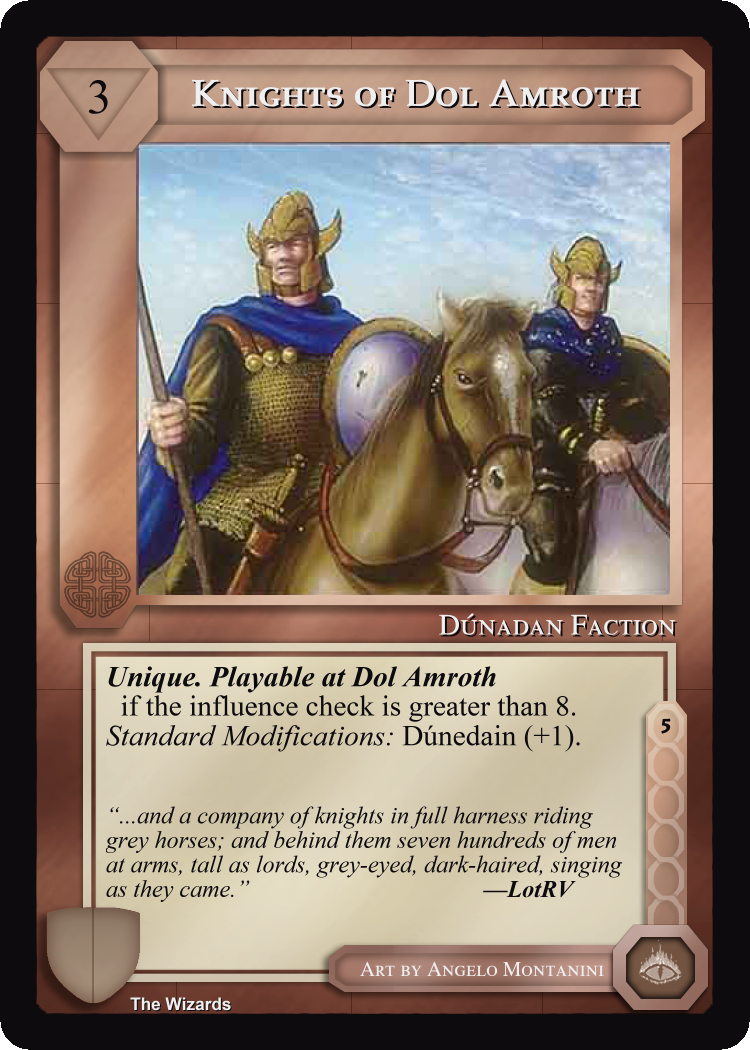 3
Knights of Dol Amroth
Dúnadan Faction
Unique. Playable at Dol Amroth
if the influence check is greater than 8.
Standard Modifications: Dúnedain (+1).
5
“...and a company of knights in full harness riding
grey horses; and behind them seven hundreds of men
at arms, tall as lords, grey-eyed, dark-haired, singing
as they came.” —LotRV
Art by Angelo Montanini
The Wizards